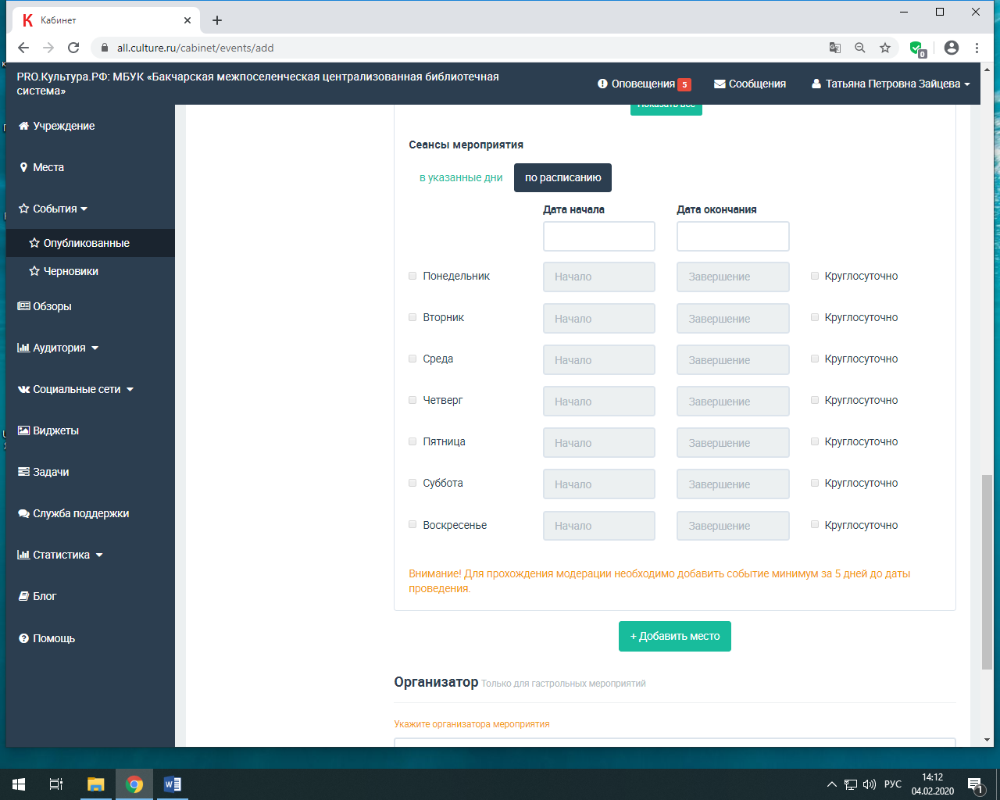 Кабинет
all.culture.ru/cabinet/events/add
0
PRO.Культура.РФ: МБУК «Бакчарская межпоселенческая централизованная библиотечная
система»
Оповещения 5
Сообщения
Татьяна Петровна Зайцева
Учреждение
Места
События
Опубликованные
Черновики
Обзоры
Аудитория
Социальные сети
Виджеты
Задачи
Служба поддержки
Статистика
Блог
Помощь
Показать все
Сеансы мероприятия
в указанные дни по расписанию
Дата начала Дата окончания
Понедельник Начало Завершение Круглосуточно
Вторник Начало Завершение Круглосуточно
Среда Начало Завершение Круглосуточно
Четверг Начало Завершение Круглосуточно
Пятница Начало Завершение Круглосуточно
Суббота Начало Завершение Круглосуточно
Воскресенье Начало Завершение Круглосуточно
Внимание! Для прохождения модерации необходимо добавить событие минимум за 5 дней до даты
проведения.
+ Добавить место
Организатор Только для гастрольных мероприятий
Укажите организатора мероприятия
РУС
14:12
04.02.2020
1